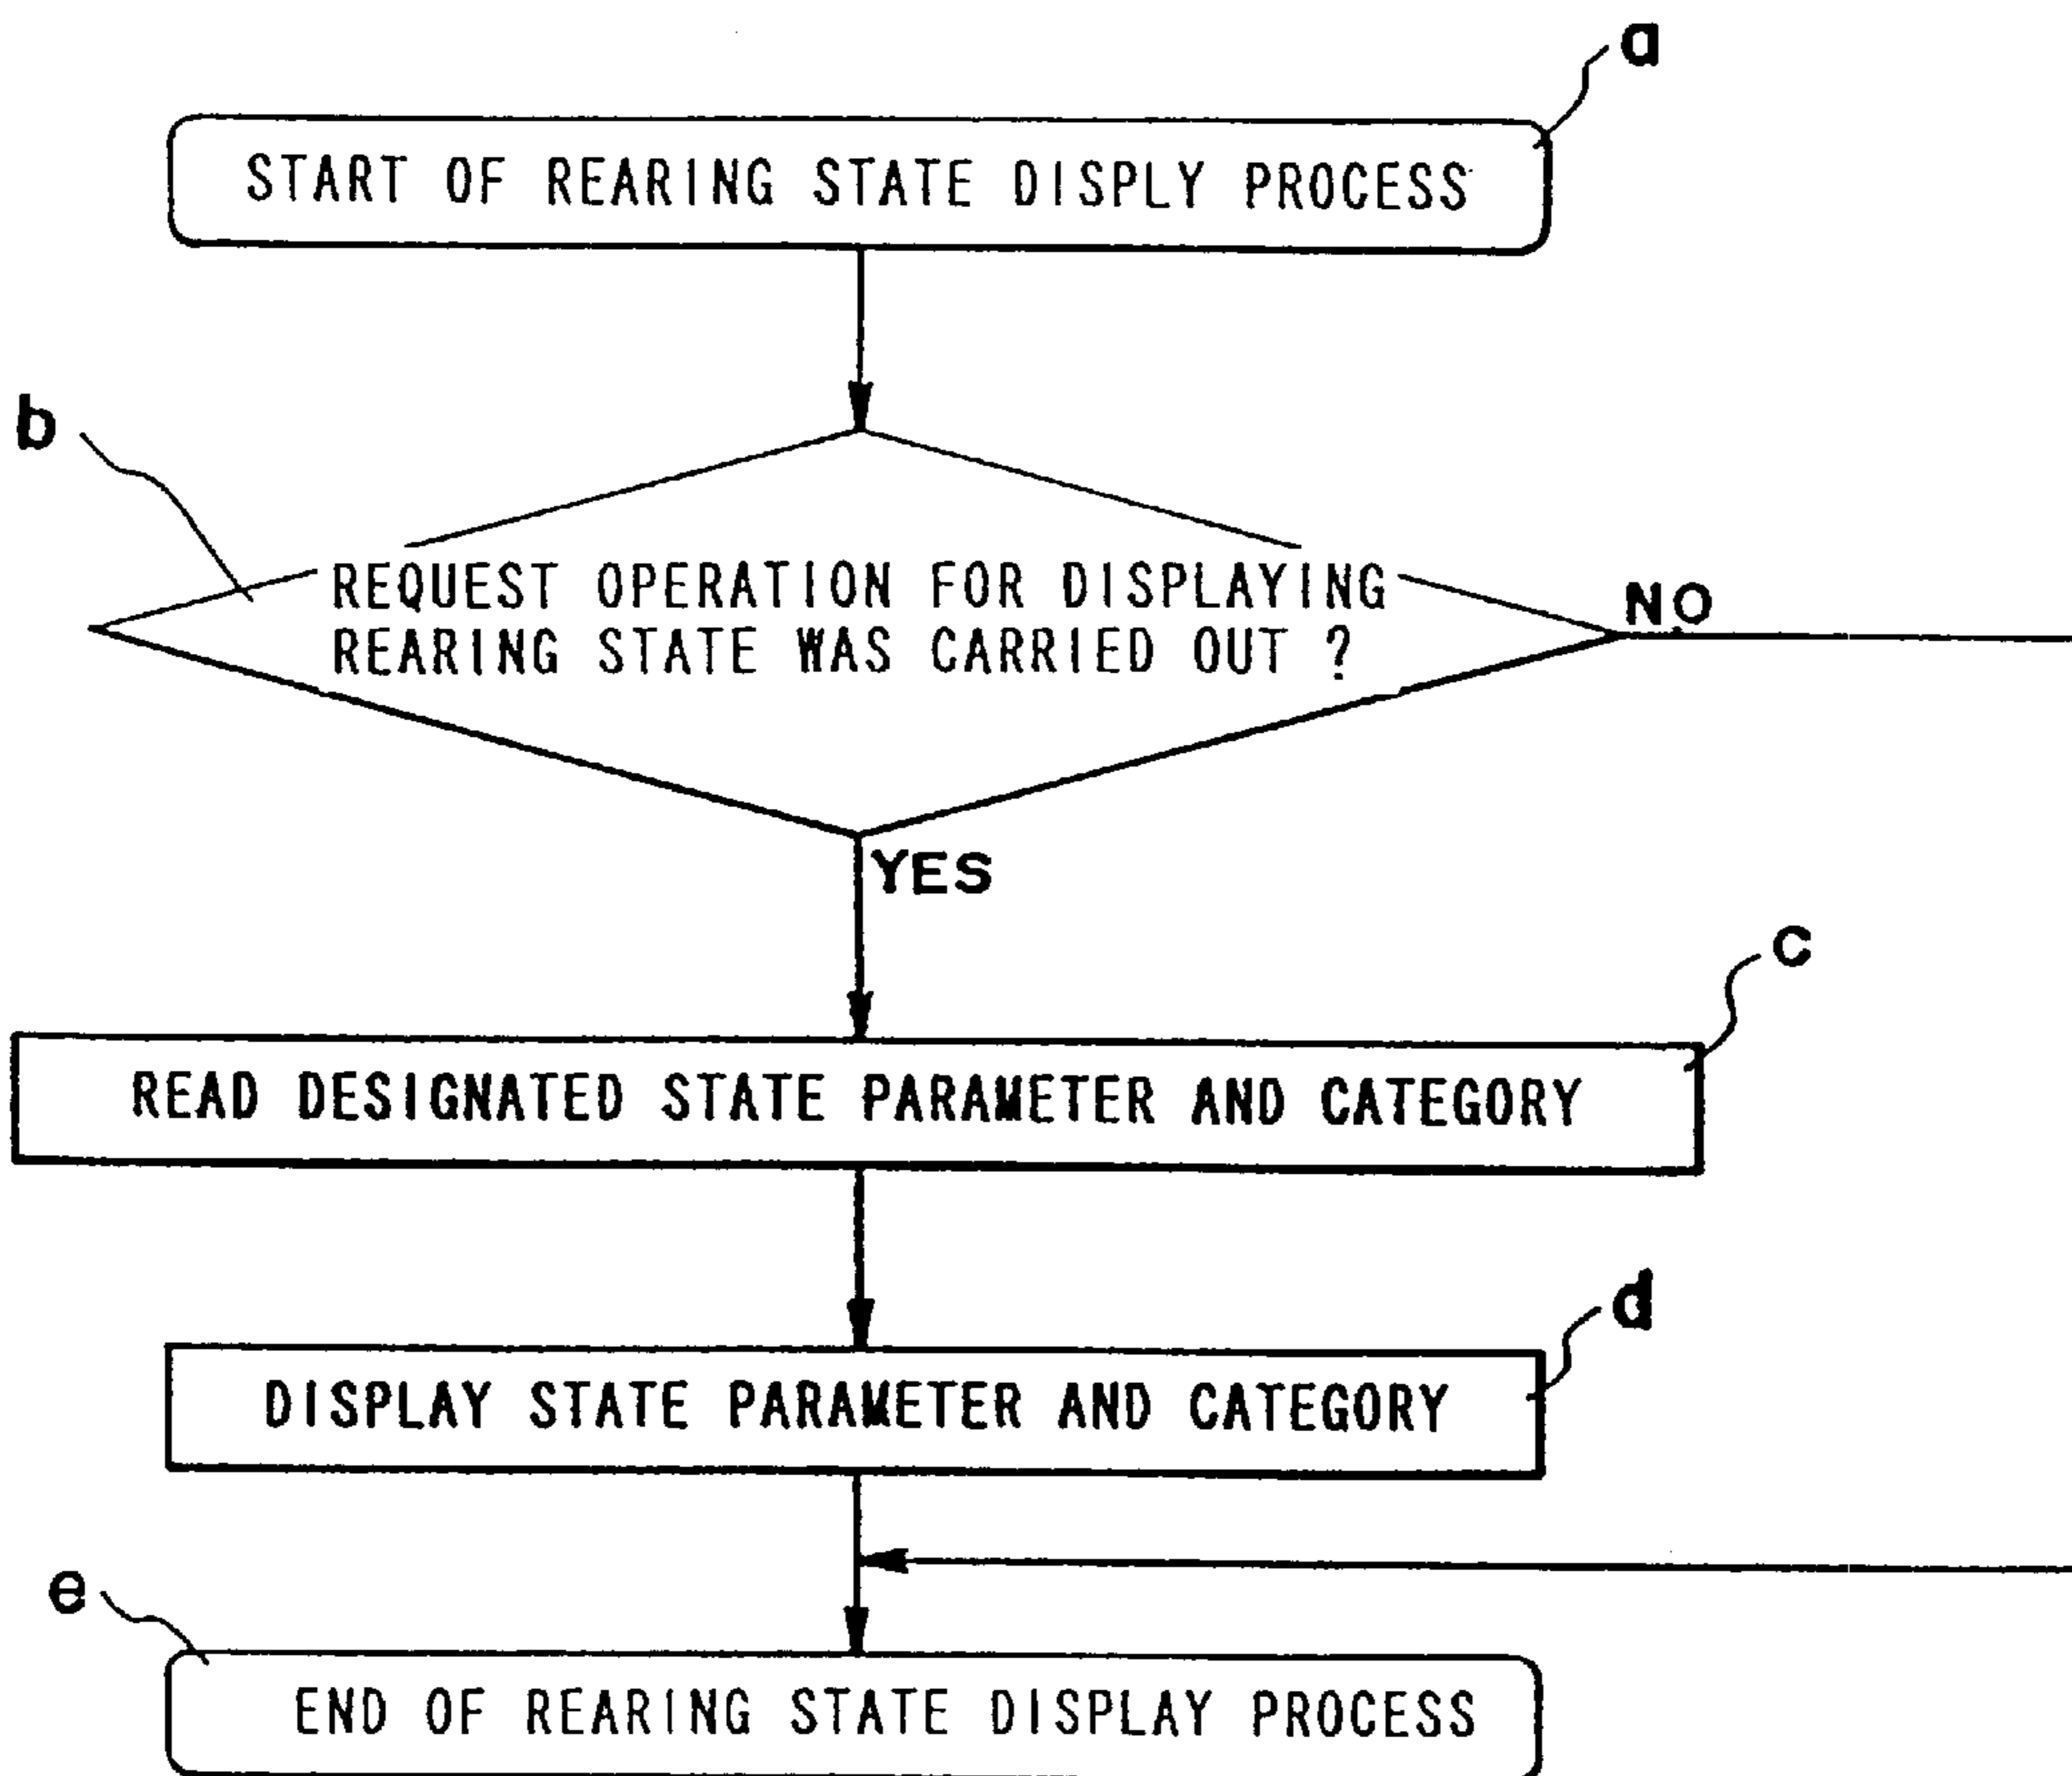 a
START OF REARING STATE DISPLY PROCESS
b
REQUEST OPERATION FOR DISPLAYING
REARING STATE WAS CARRIED OUT ?
NO
YES
c
READ DESIGNATED STATE PARAMETER AND CATEGORY
d
DISPLAY STATE PARAMETER AND CATEGORY
e
END OF REARING STATE DISPLAY PROCESS